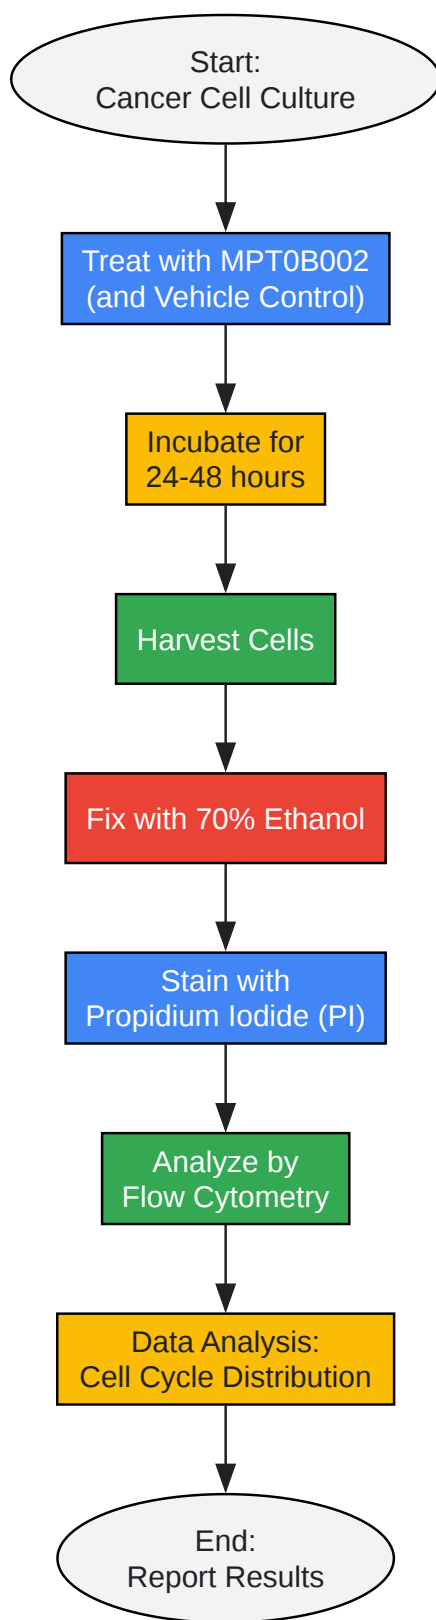 Start:
Cancer Cell Culture
Treat with MPT0B002
(and Vehicle Control)
Incubate for
24-48 hours
Harvest Cells
Fix with 70% Ethanol
Stain with
Propidium Iodide (PI)
Analyze by
Flow Cytometry
Data Analysis:
Cell Cycle Distribution
End:
Report Results